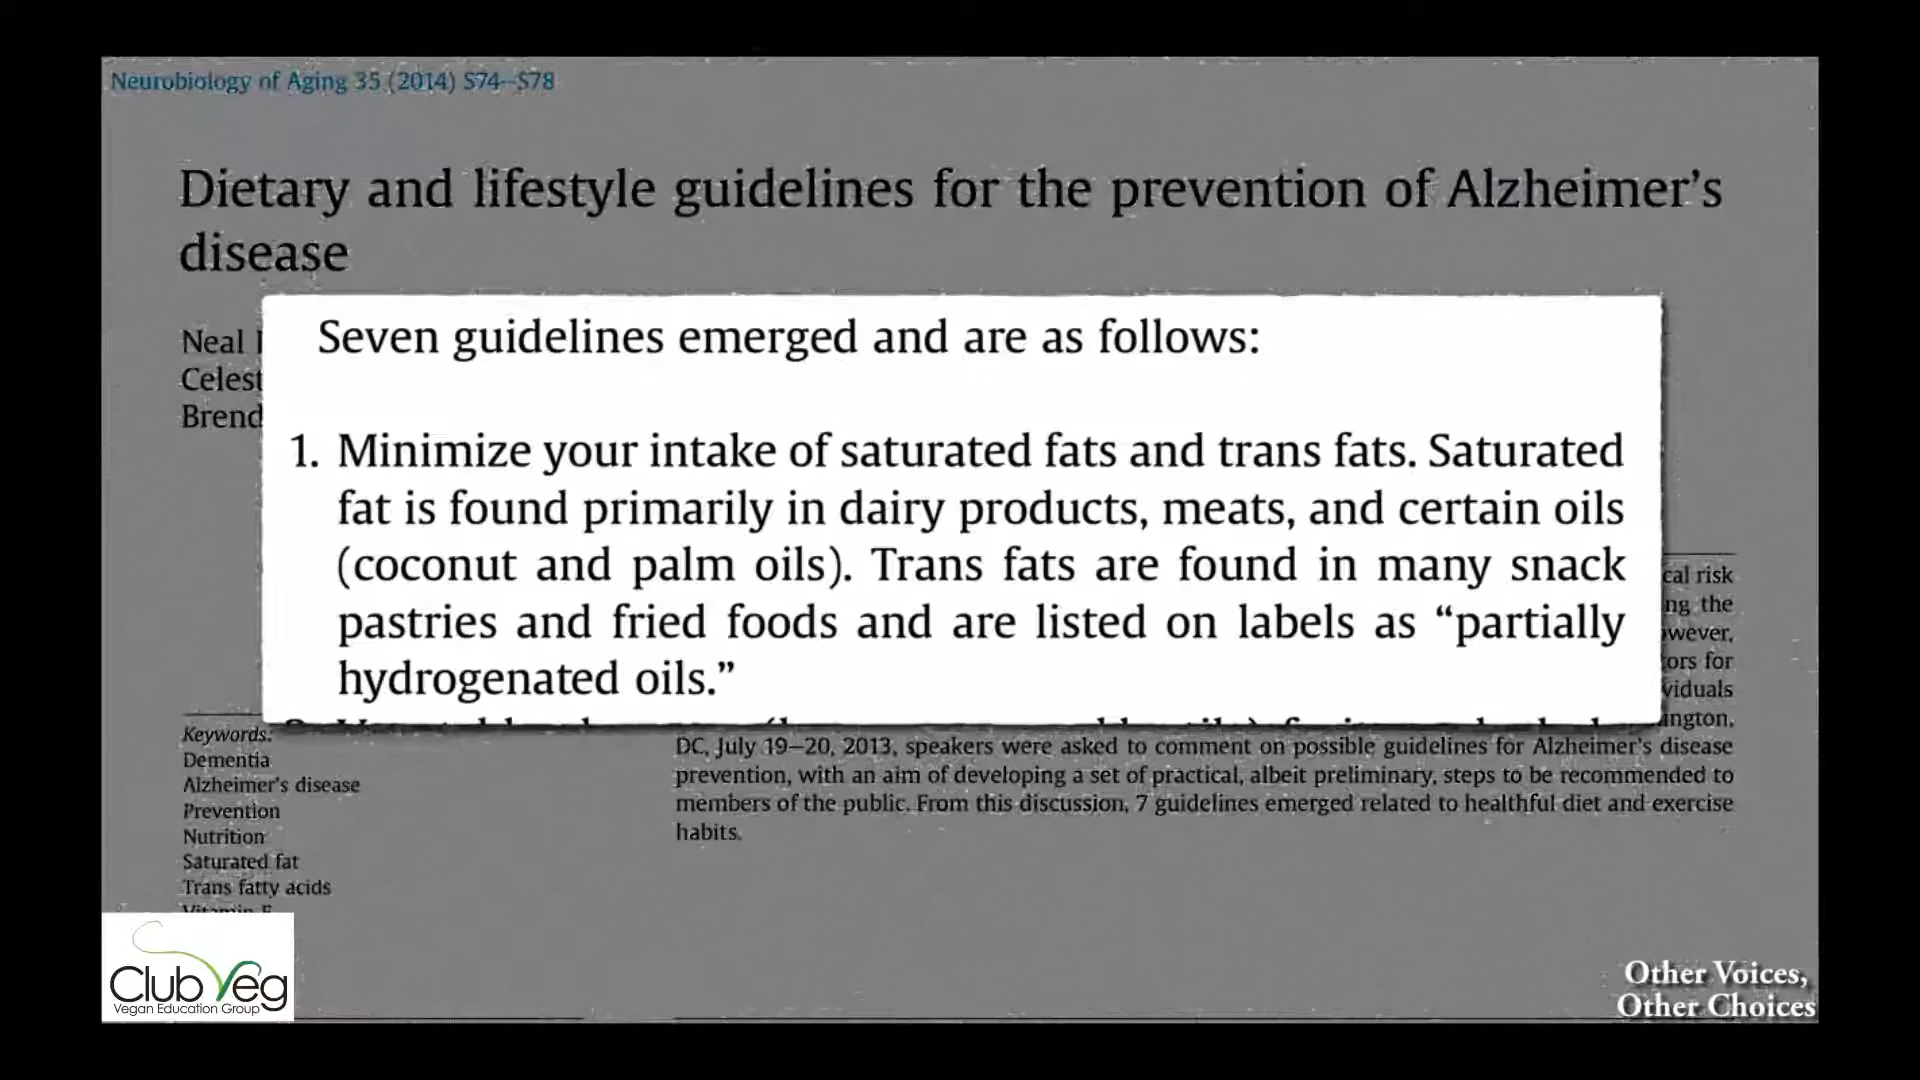 Neurobiology of Aging 35 (2014) S74–S78
Dietary and lifestyle guidelines for the prevention of Alzheimer's
disease
Neal
Celest
Brend
Seven guidelines emerged and are as follows:
1. Minimize your intake of saturated fats and trans fats. Saturated
fat is found primarily in dairy products, meats, and certain oils
(coconut and palm oils). Trans fats are found in many snack
pastries and fried foods and are listed on labels as “partially
hydrogenated oils.”
cal risk
ng the
owever,
ors for
viduals
ington,
DC, July 19–20, 2013, speakers were asked to comment on possible guidelines for Alzheimer's disease
prevention, with an aim of developing a set of practical, albeit preliminary, steps to be recommended to
members of the public. From this discussion, 7 guidelines emerged related to healthful diet and exercise
habits.
Keywords:
Dementia
Alzheimer's disease
Prevention
Nutrition
Saturated fat
Trans fatty acids
Club Veg
Vegan Education Group
Other Voices,
Other Choices